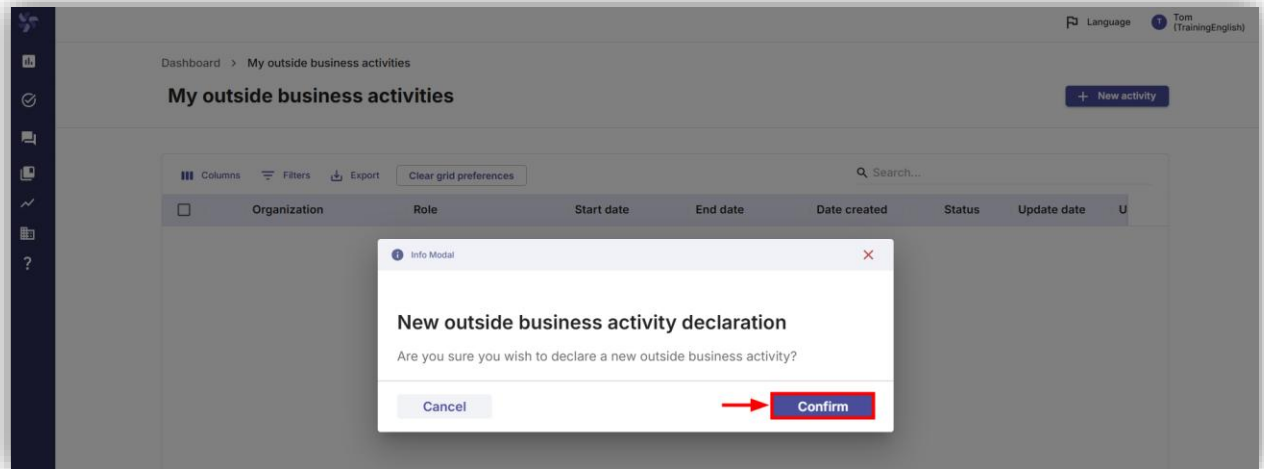 Language
T
Tom
(TrainingEnglish)
Dashboard > My outside business activities
My outside business activities
+ New activity
Columns Filters Export Clear grid preferences Search...
Organization Role Start date End date Date created Status Update date U
i Info Modal
New outside business activity declaration
Are you sure you wish to declare a new outside business activity?
Cancel Confirm
?